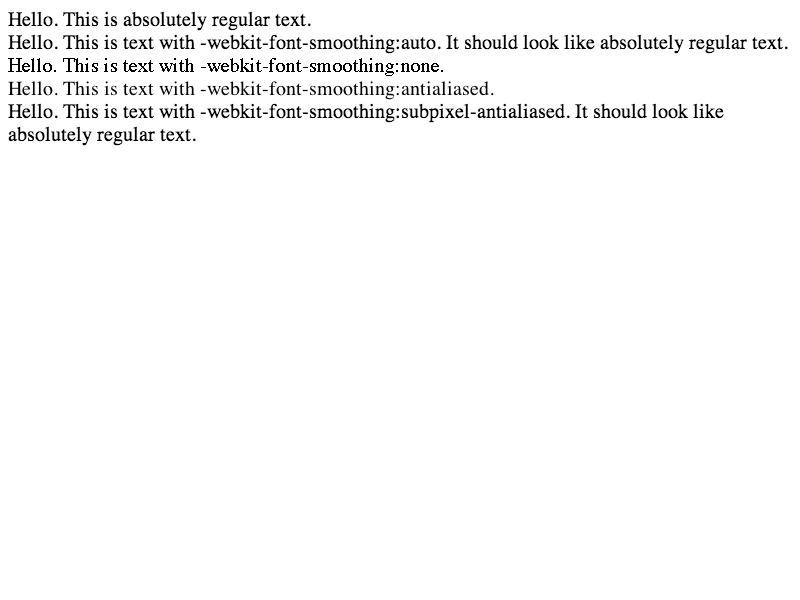 Hello. This is absolutely regular text.
Hello. This is text with -webkit-font-smoothing:auto. It should look like absolutely regular text.
Hello. This is text with -webkit-font-smoothing:none.
Hello. This is text with -webkit-font-smoothing:antialiased.
Hello. This is text with -webkit-font-smoothing:subpixel-antialiased. It should look like
absolutely regular text.